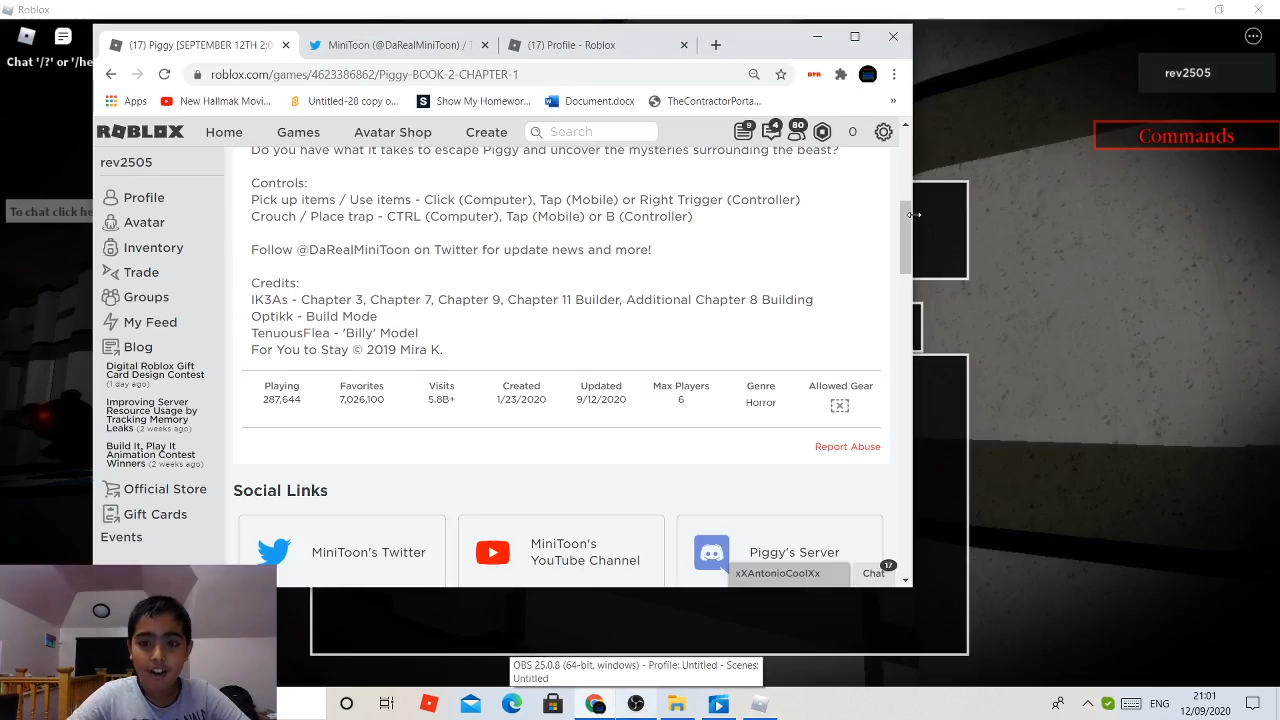 Roblox
Chat '/?' or '/he
To chat click he
(17) Piggy [SEPTEMBER 12TH 2:0
MiniToon (@DaRealMiniToon) / T
(17) Profile - Roblox
roblox.com/games/4623386862/Piggy-BOOK-2-CHAPTER-1
Apps
New Hallmak Movi...
Untitled-28 copy o...
Show My Homewor...
Document.docx
TheContractorPorta...
»
ROBLOX
Home
Games
Avatar Shop
Create
Search
9
4
80
0
rev2505
Commands
rev2505
Profile
Avatar
Inventory
Trade
Groups
My Feed
Blog
Digital Roblox Gift
Card Design Contest
(1 day ago)
Improving Server
Resource Usage by
Tracking Memory
Leaks (2 weeks ago)
Build It, Play It
Animation Contest
Winners (2 weeks ago)
Official Store
Gift Cards
Events
Do you have what it takes to escape Piggy and uncover the mysteries surrounding the beast?
Controls:
Pick up items / Use items - Click (Computer), Tap (Mobile) or Right Trigger (Controller)
Crouch / Place trap - CTRL (Computer), Tap (Mobile) or B (Controller)
Follow @DaRealMiniToon on Twitter for update news and more!
Credits:
IK3As - Chapter 3, Chapter 7, Chapter 9, Chapter 11 Builder, Additional Chapter 8 Building
Optikk - Build Mode
TenuousFlea - 'Billy' Model
For You to Stay © 2019 Mira K.
Playing Favorites Visits Created Updated Max Players Genre Allowed Gear
287,644 7,026,100 5.8B+ 1/23/2020 9/12/2020 6 Horror
Report Abuse
Social Links
MiniToon's Twitter
MiniToon's
YouTube Channel
Piggy's Server
xXAntonioCoolXx
Chat
17
OBS 25.0.8 (64-bit, windows) - Profile: Untitled - Scenes:
Untitled
ENG
21:01
12/09/2020